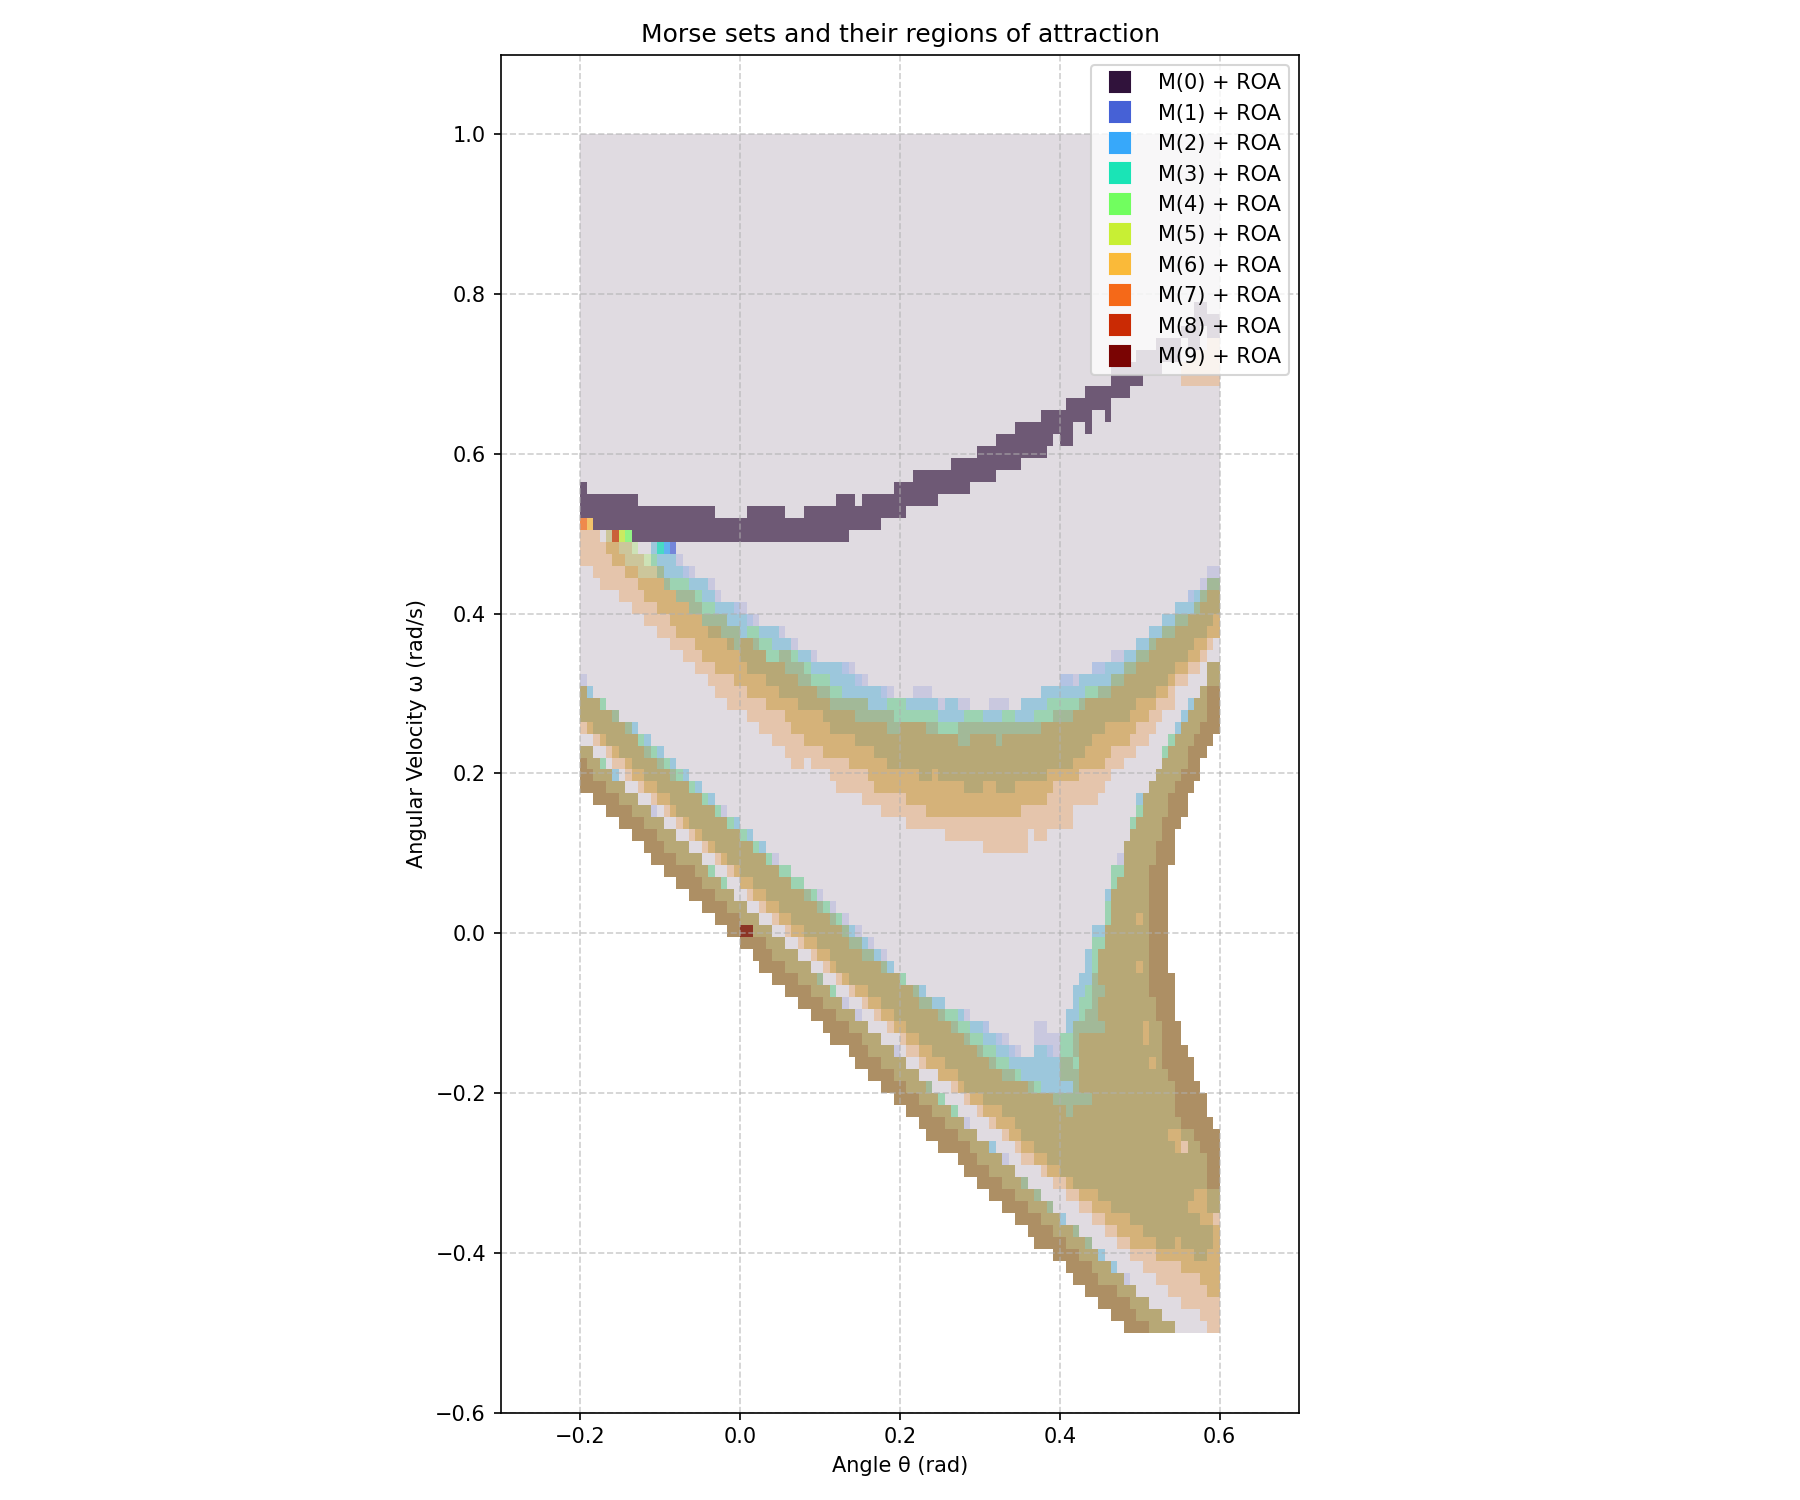 Morse sets and their regions of attraction
M(0) + ROA
M(1) + ROA
M(2) + ROA
M(3) + ROA
M(4) + ROA
M(5) + ROA
M(6) + ROA
M(7) + ROA
M(8) + ROA
M(9) + ROA
1.0
0.8
0.6
0.4
0.2
0.0
−0.2
−0.4
−0.6
Angular Velocity ω (rad/s)
−0.2 0.0 0.2 0.4 0.6
Angle θ (rad)